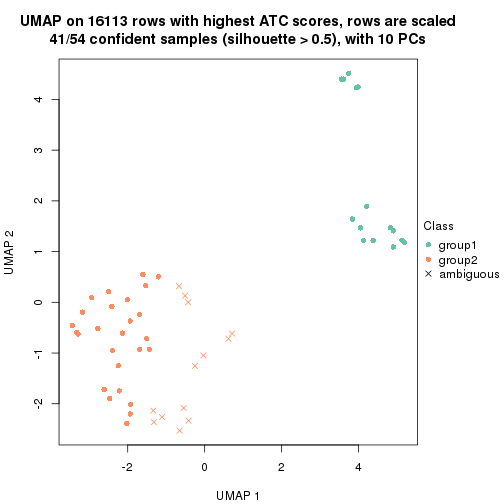 UMAP on 16113 rows with highest ATC scores, rows are scaled
41/54 confident samples (silhouette > 0.5), with 10 PCs
4
3
2
1
0
-1
-2
UMAP 2
-2
0
2
4
UMAP 1
Class
group1
group2
ambiguous